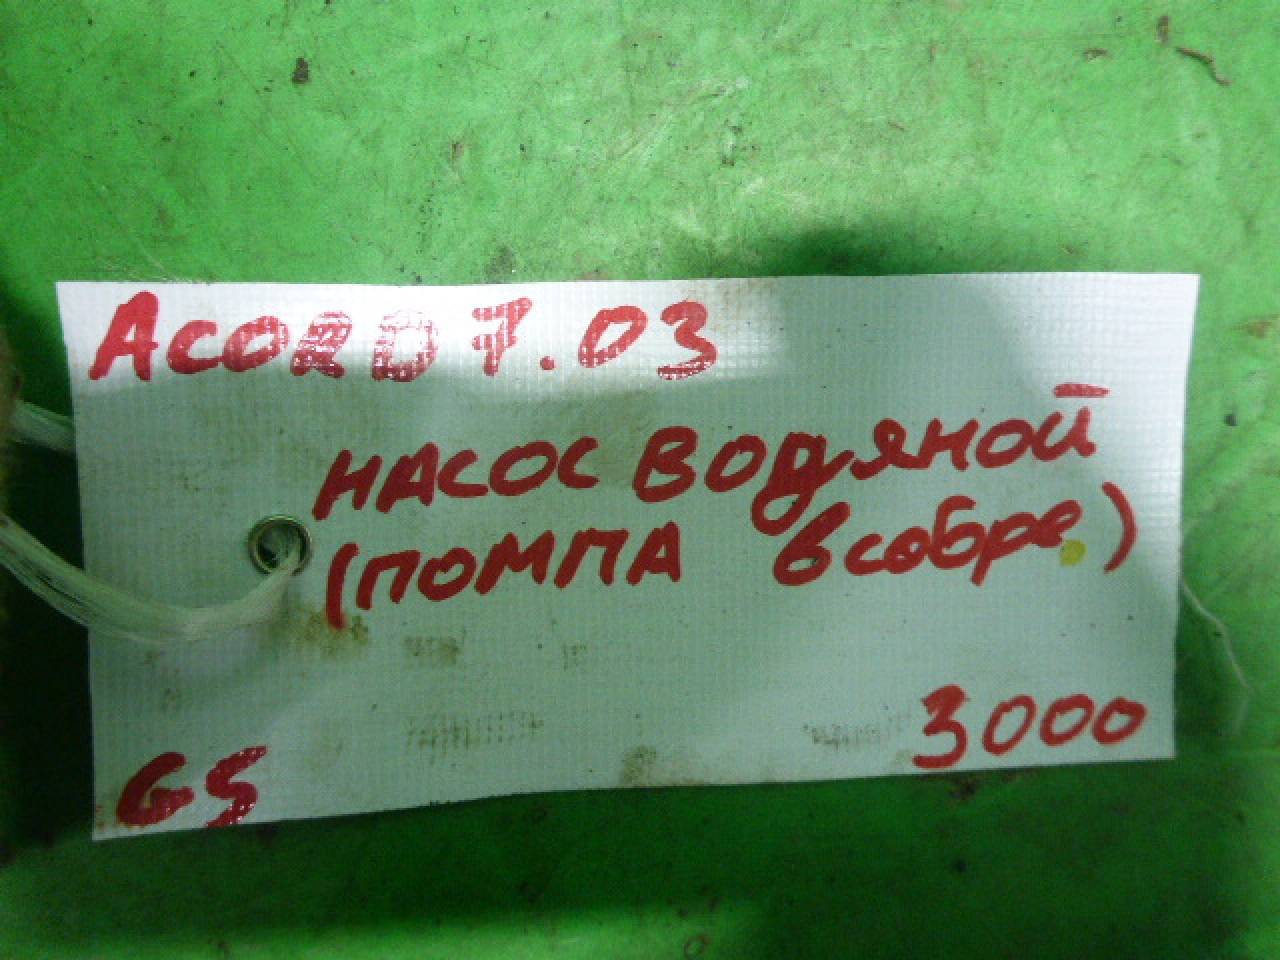 ACORD 7.03
НАСОС ВОДЯНОЙ
(ПОМПА в сборе)
3000
GS